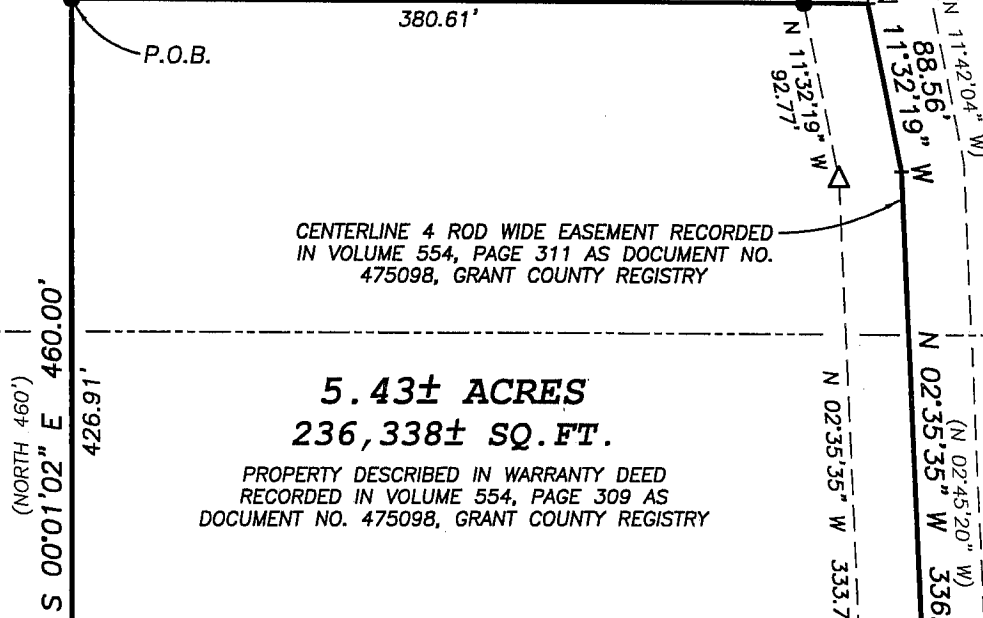 380.61'
P.O.B.
N 11°32'19" W
92.77'
88.56'
11°32'19" W
N 11°42'04" W)
CENTERLINE 4 ROD WIDE EASEMENT RECORDED
IN VOLUME 554, PAGE 311 AS DOCUMENT NO.
475098, GRANT COUNTY REGISTRY
(NORTH 460')
S 00°01'02" E 460.00'
426.91'
5.43± ACRES
236,338± SQ.FT.
PROPERTY DESCRIBED IN WARRANTY DEED
RECORDED IN VOLUME 554, PAGE 309 AS
DOCUMENT NO. 475098, GRANT COUNTY REGISTRY
N 02°35'35" W 333.7
N 02°35'35" W 336.
(N 02°45'20" W)